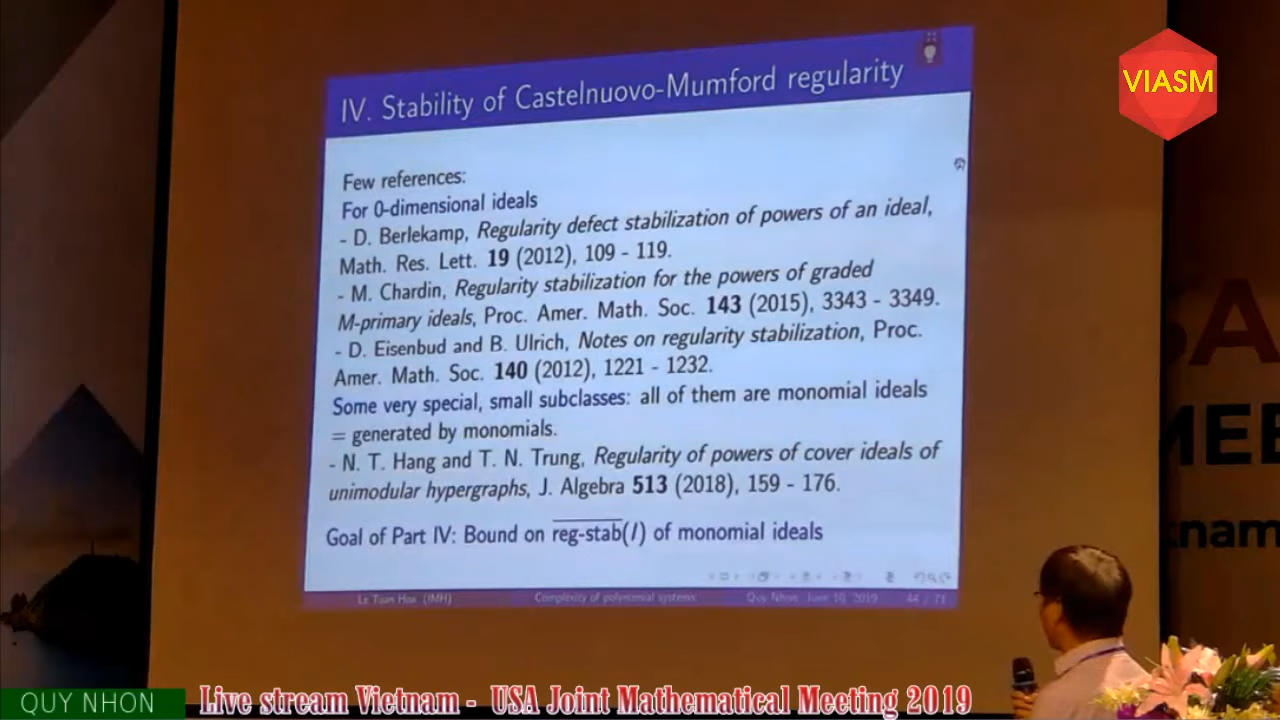 VIASM
IV. Stability of Castelnuovo-Mumford regularity
Few references:
For 0-dimensional ideals
- D. Berlekamp, Regularity defect stabilization of powers of an ideal,
Math. Res. Lett. 19 (2012), 109 - 119.
- M. Chardin, Regularity stabilization for the powers of graded
M-primary ideals, Proc. Amer. Math. Soc. 143 (2015), 3343 - 3349.
- D. Eisenbud and B. Ulrich, Notes on regularity stabilization, Proc.
Amer. Math. Soc. 140 (2012), 1221 - 1232.
Some very special, small subclasses: all of them are monomial ideals
= generated by monomials.
- N. T. Hang and T. N. Trung, Regularity of powers of cover ideals of
unimodular hypergraphs, J. Algebra 513 (2018), 159 - 176.
Goal of Part IV: Bound on \overline{reg-stab}(I) of monomial ideals
Le Tuan Hoa (IMH) Complexity of polynomial systems Quy Nhon, June 10, 2019 44 / 71
SA
MEE
tnam
QUY NHON
Live stream Vietnam - USA Joint Mathematical Meeting 2019